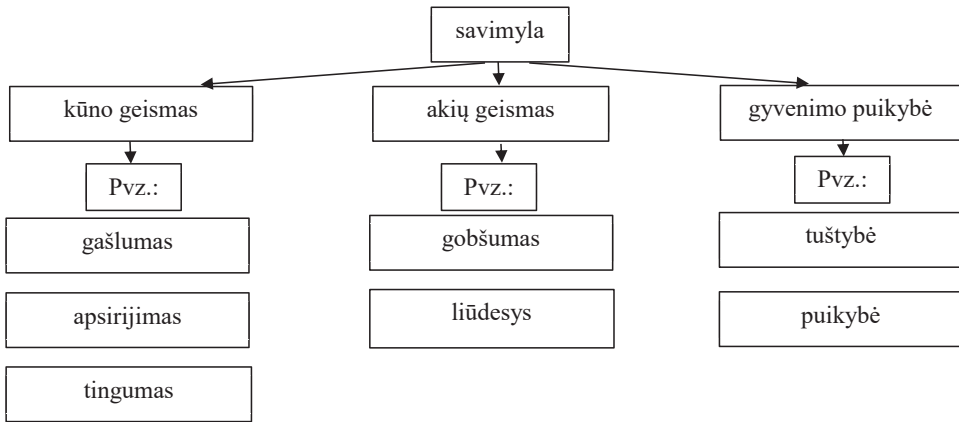 savimyla
kūno geismas
akių geismas
gyvenimo puikybė
Pvz.:
Pvz.:
Pvz.:
gašlumas
gobšumas
tuštybė
apsirijimas
liūdesys
puikybė
tingumas